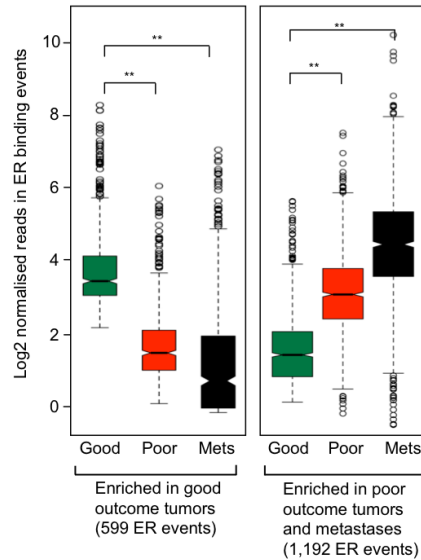 Log2 normalised reads in ER binding events
10
8
6
4
2
0
**
**
**
**
Good Poor Mets
Good Poor Mets
Enriched in good
outcome tumors
(599 ER events)
Enriched in poor
outcome tumors
and metastases
(1,192 ER events)